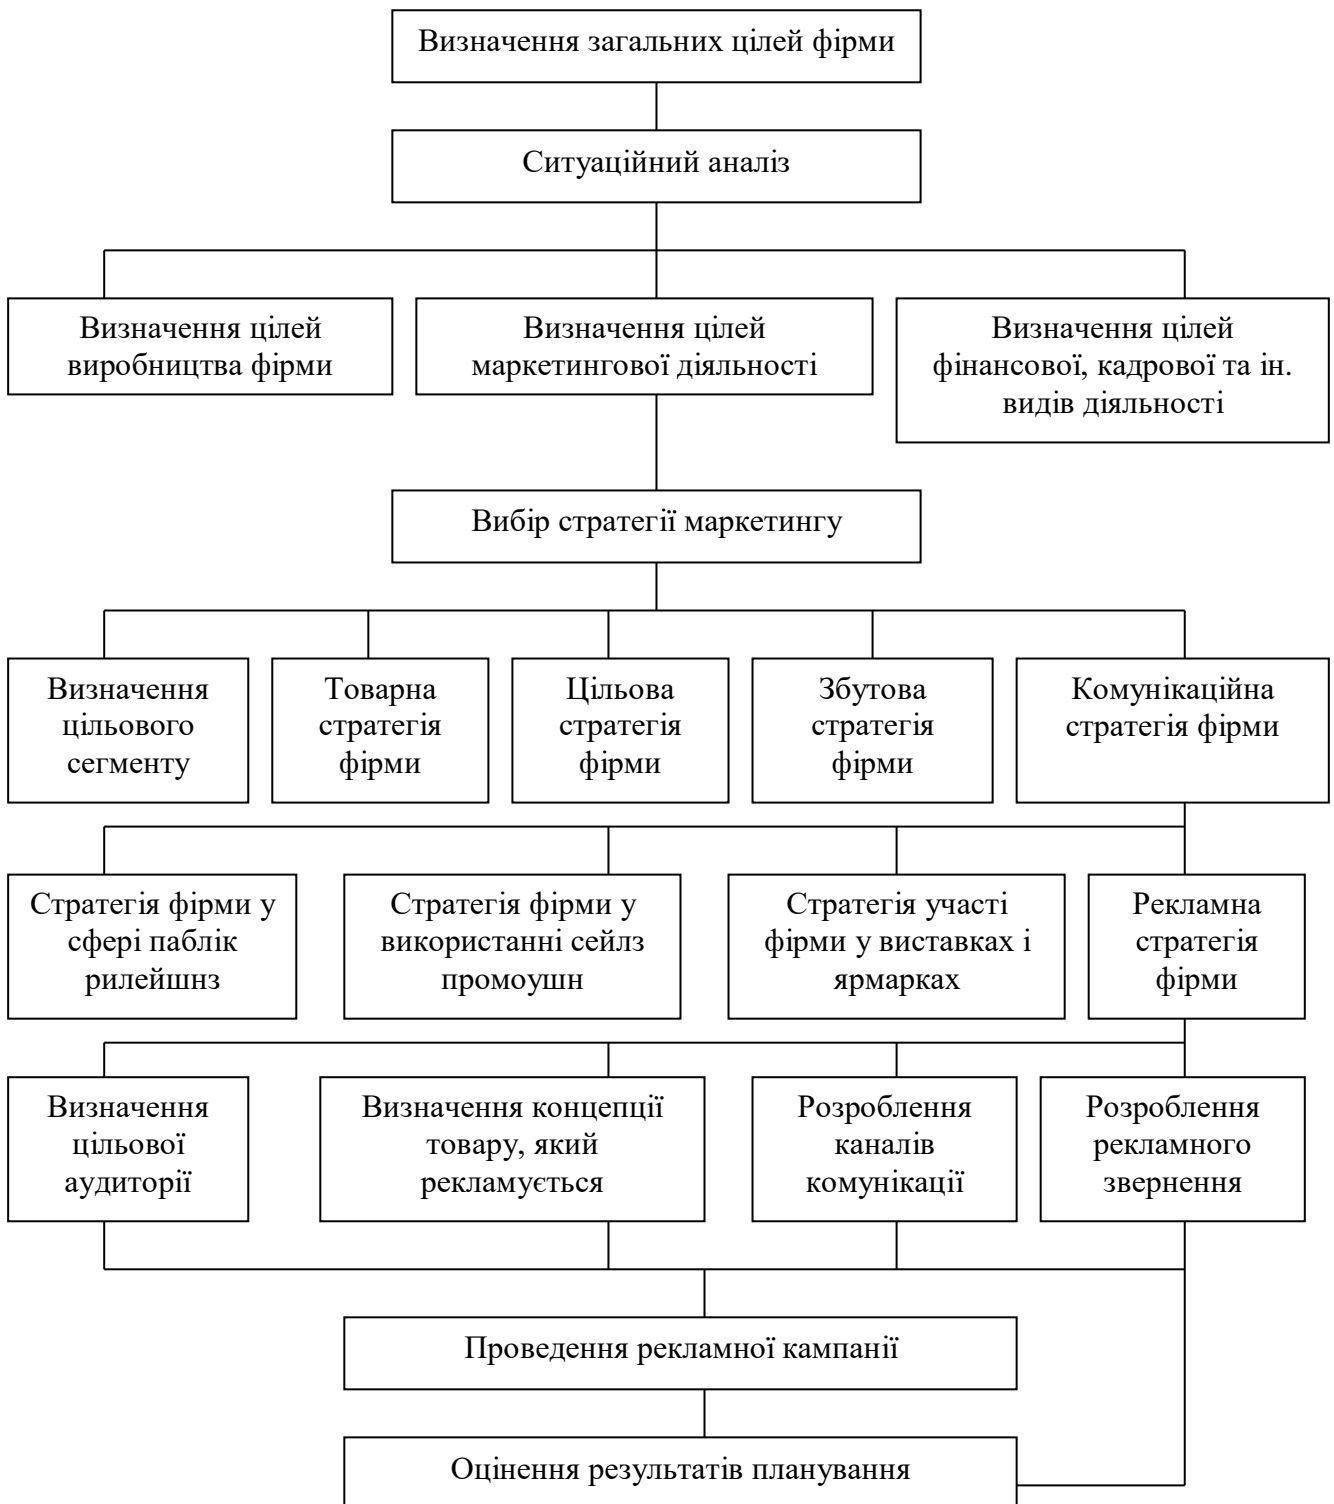 Визначення загальних цілей фірми
Ситуаційний аналіз
Визначення цілей
виробництва фірми
Визначення цілей
маркетингової діяльності
Визначення цілей
фінансової, кадрової та ін.
видів діяльності
Вибір стратегії маркетингу
Визначення
цільового
сегменту
Товарна
стратегія
фірми
Цільова
стратегія
фірми
Збутова
стратегія
фірми
Комунікаційна
стратегія фірми
Стратегія фірми у
сфері паблік
рилейшнз
Стратегія фірми у
використанні сейлз
промоушн
Стратегія участі
фірми у виставках і
ярмарках
Рекламна
стратегія
фірми
Визначення
цільової
аудиторії
Визначення концепції
товару, який
рекламується
Розроблення
каналів
комунікації
Розроблення
рекламного
звернення
Проведення рекламної кампанії
Оцінення результатів планування